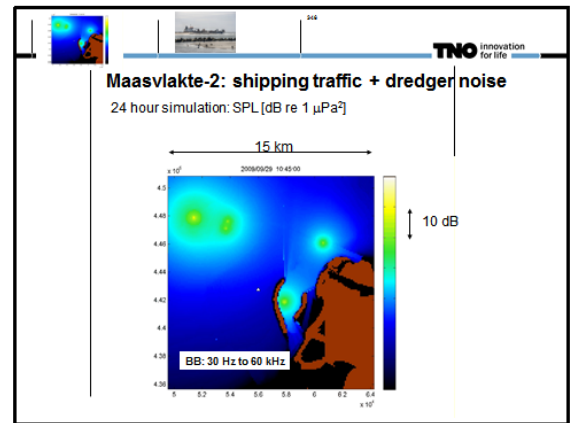 346
TNO innovation for life
Maasvlakte-2: shipping traffic + dredger noise
24 hour simulation: SPL [dB re 1 µPa²]
15 km
x 10⁵
2009/09/29 10:45:00
4.5
4.48
4.46
4.44
4.42
4.4
4.38
4.36
10 dB
BB: 30 Hz to 60 kHz
5 5.2 5.4 5.6 5.8 6 6.2 6.4
x 10⁴